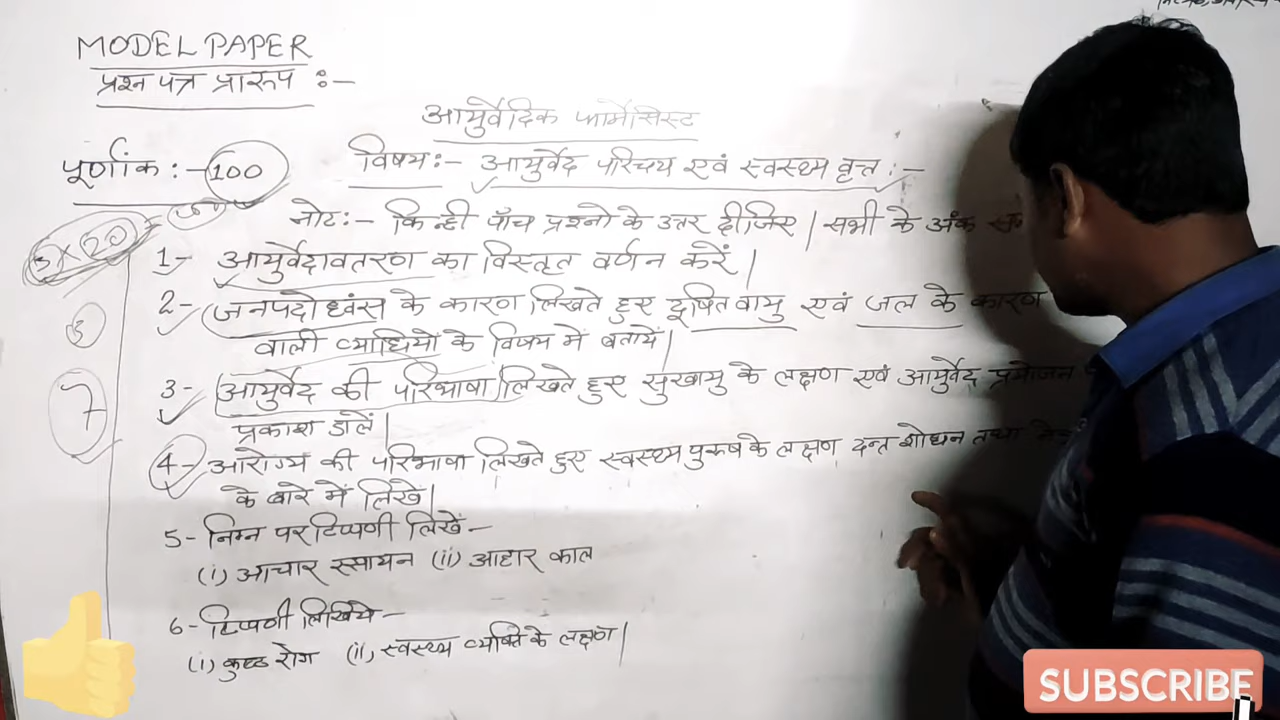 MODEL PAPER
प्रश्न पत्र प्रारूप :-
आयुर्वेदिक फार्मेसिस्ट
पूर्णांक :- 100
विषय :- आयुर्वेद परिचय एवं स्वस्थ्य वृत्त :-
5×20
नोट :- किन्ही पाँच प्रश्नो के उत्तर दीजिए | सभी के अंक
1- आयुर्वेदावतरण का विस्तृत वर्णन करें |
2- जनपदोध्वंस के कारण लिखते हुए दूषित वायु एवं जल के कारण
वाली व्याधियों के विषय में बतायें |
3- आयुर्वेद की परिभाषा लिखते हुए सुखायु के लक्षण एवं आयुर्वेद प्रयोजन
प्रकाश डालें |
7
4- आरोग्य की परिभाषा लिखते हुए स्वस्थ्य पुरुष के लक्षण, दन्त शोधन तथा
के बारे में लिखें |
5- निम्न पर टिप्पणी लिखें -
(i) आचार रसायन (ii) आहार काल
6- टिप्पणी लिखिये -
(i) कुष्ठ रोग (ii) स्वस्थ्य व्यक्ति के लक्षण |
SUBSCRIBE